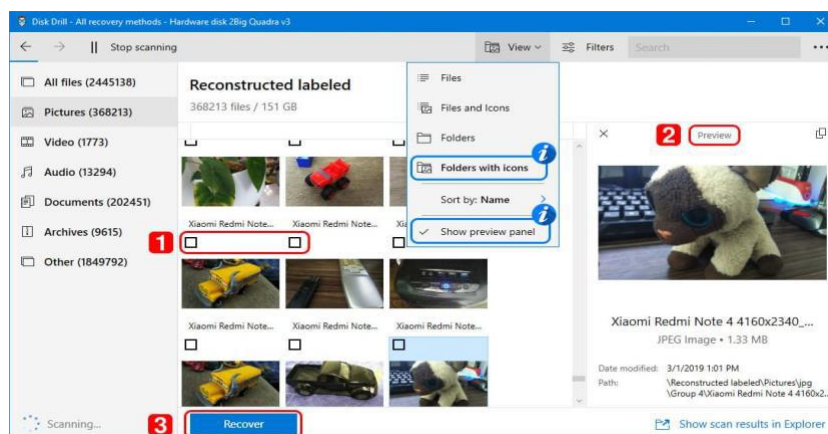 Disk Drill - All recovery methods - Hardware disk 2Big Quadra v3
Stop scanning
View
Filters
Search
All files (2445138)
Pictures (368213)
Video (1773)
Audio (13294)
Documents (202451)
Archives (9615)
Other (1849792)
Scanning...
Reconstructed labeled
368213 files / 151 GB
Files
Files and Icons
Folders
Folders with icons
i
Sort by: Name
i
Show preview panel
Xiaomi Redmi Note... Xiaomi Redmi Note... Xia
1
Xiaomi Redmi Note... Xiaomi Redmi Note... Xiaomi Redmi Note...
3 Recover
2 Preview
Xiaomi Redmi Note 4 4160x2340_...
JPEG Image • 1.33 MB
Date modified: 3/1/2019 1:01 PM
Path: \Reconstructed labeled\Pictures\jpg
\Group 4\Xiaomi Redmi Note 4 4160x2...
Show scan results in Explorer